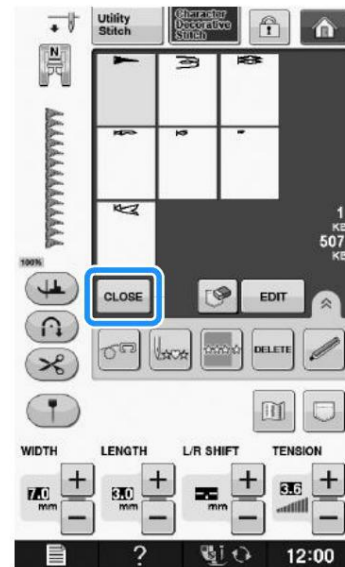 Utility
Stitch
Character
Decorative
Stitch
N
1
KB
507
KB
100%
CLOSE
EDIT
DELETE
WIDTH
LENGTH
L/R SHIFT
TENSION
7.0
mm
3.0
mm
-.-
mm
3.6
?
12:00